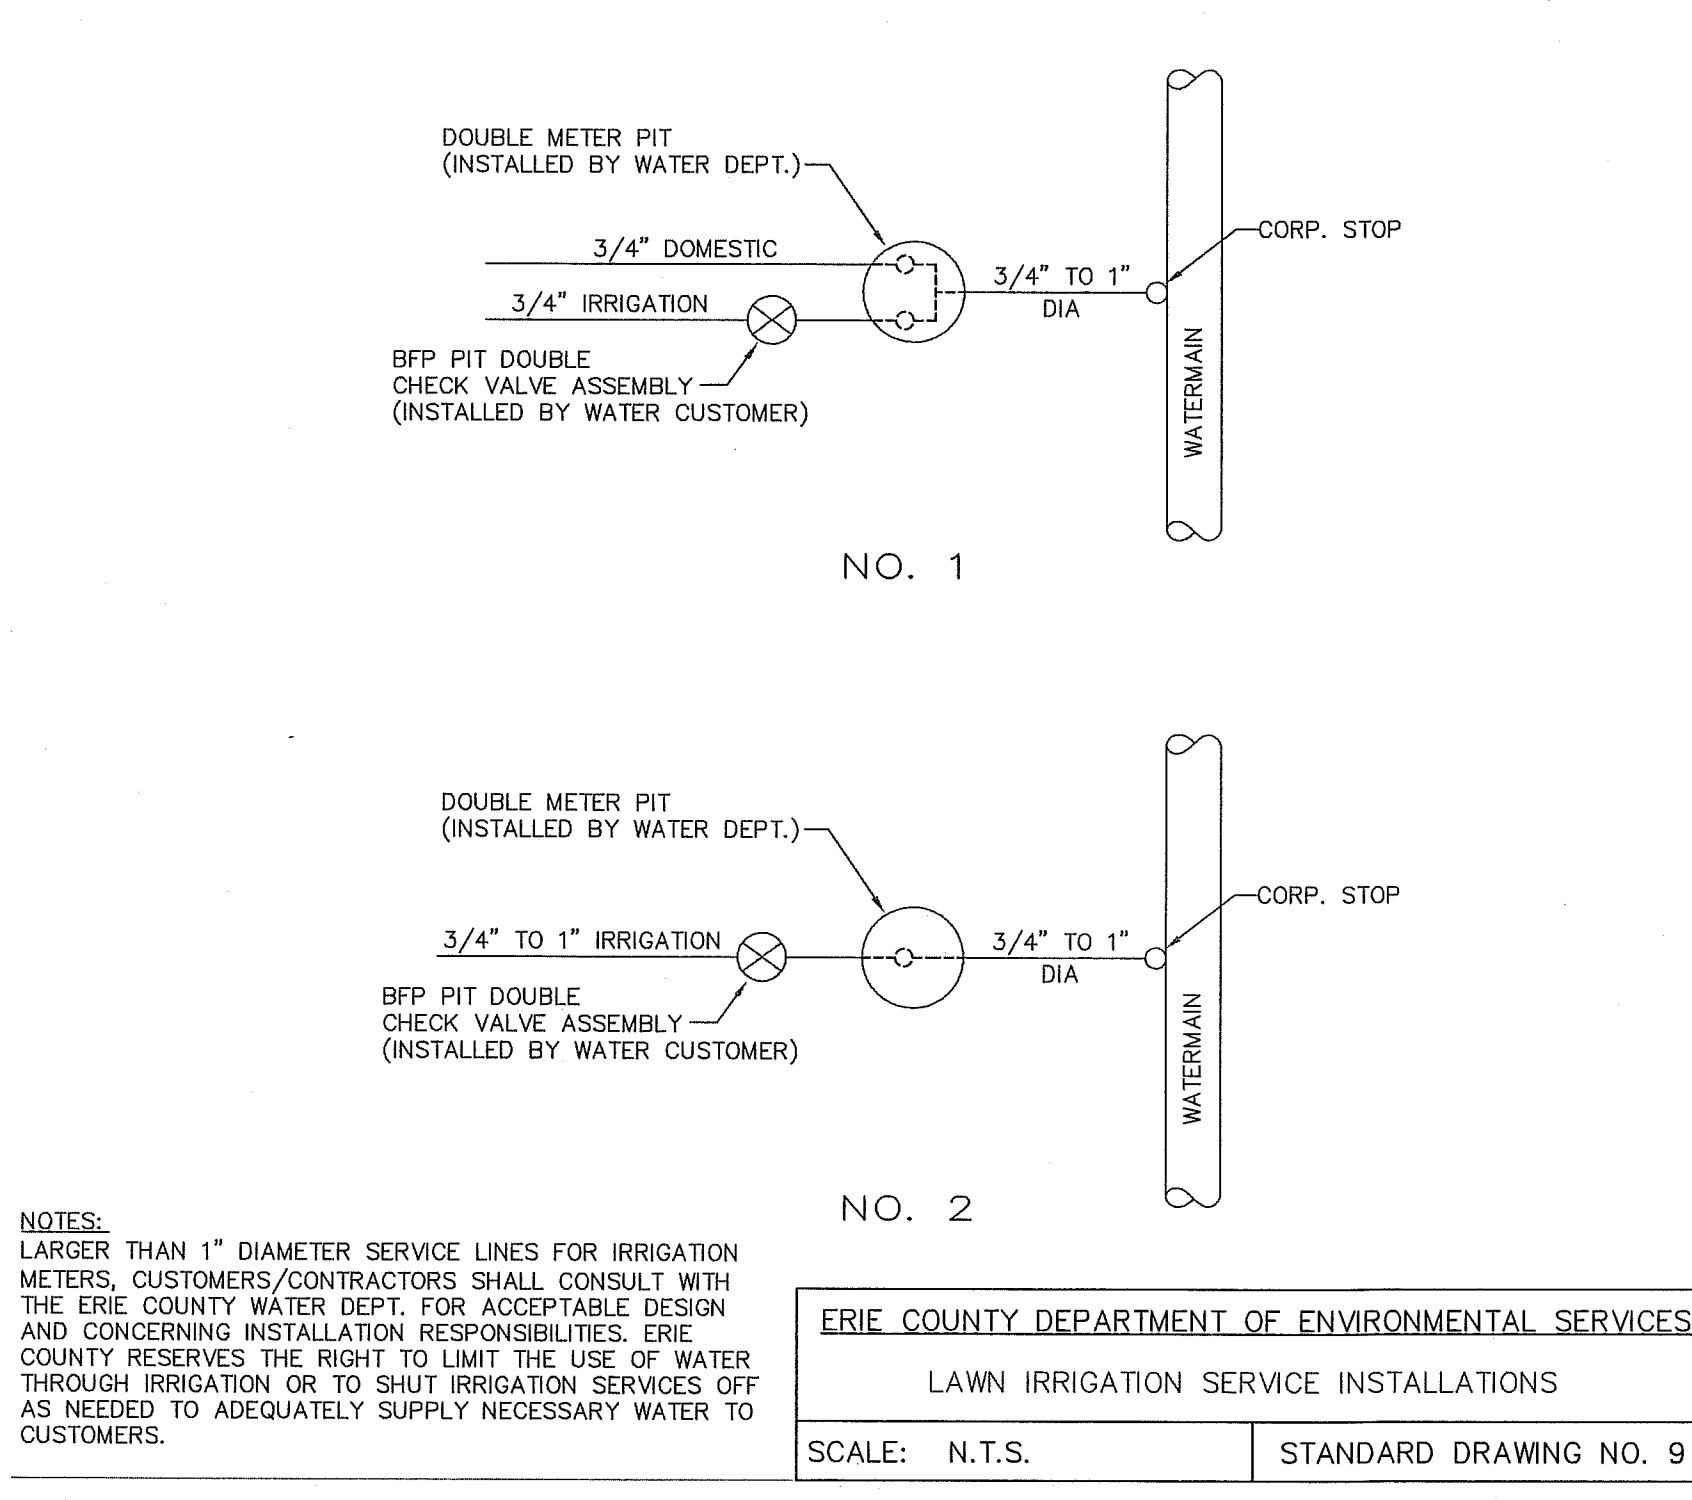 DOUBLE METER PIT
(INSTALLED BY WATER DEPT.)
CORP. STOP
3/4" DOMESTIC
3/4" TO 1"
DIA
3/4" IRRIGATION
BFP PIT DOUBLE
CHECK VALVE ASSEMBLY
(INSTALLED BY WATER CUSTOMER)
WATERMAIN
NO. 1
DOUBLE METER PIT
(INSTALLED BY WATER DEPT.)
CORP. STOP
3/4" TO 1" IRRIGATION
3/4" TO 1"
DIA
BFP PIT DOUBLE
CHECK VALVE ASSEMBLY
(INSTALLED BY WATER CUSTOMER)
WATERMAIN
NO. 2
NOTES:
LARGER THAN 1" DIAMETER SERVICE LINES FOR IRRIGATION
METERS, CUSTOMERS/CONTRACTORS SHALL CONSULT WITH
THE ERIE COUNTY WATER DEPT. FOR ACCEPTABLE DESIGN
AND CONCERNING INSTALLATION RESPONSIBILITIES. ERIE
COUNTY RESERVES THE RIGHT TO LIMIT THE USE OF WATER
THROUGH IRRIGATION OR TO SHUT IRRIGATION SERVICES OFF
AS NEEDED TO ADEQUATELY SUPPLY NECESSARY WATER TO
CUSTOMERS.
ERIE COUNTY DEPARTMENT OF ENVIRONMENTAL SERVICES
LAWN IRRIGATION SERVICE INSTALLATIONS
SCALE: N.T.S.
STANDARD DRAWING NO. 9